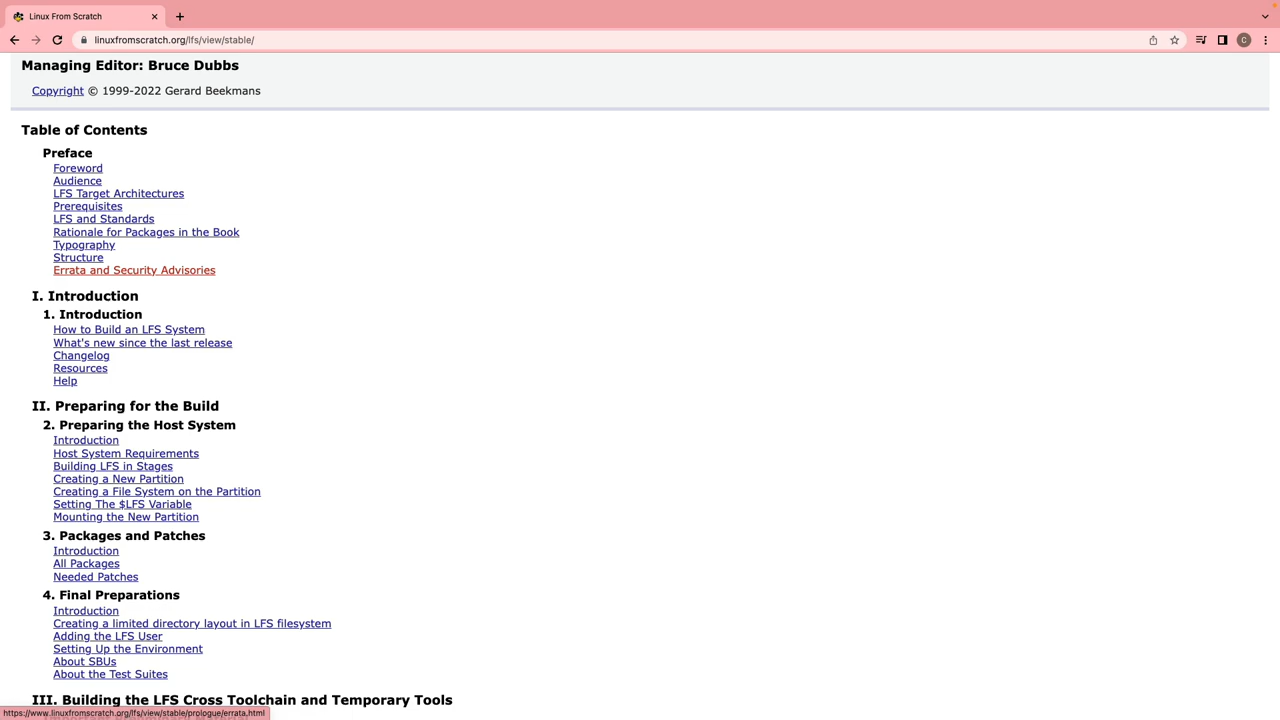 Linux From Scratch
linuxfromscratch.org/lfs/view/stable/
C
Managing Editor: Bruce Dubbs
Copyright © 1999-2022 Gerard Beekmans
Table of Contents
Preface
Foreword
Audience
LFS Target Architectures
Prerequisites
LFS and Standards
Rationale for Packages in the Book
Typography
Structure
Errata and Security Advisories
I. Introduction
1. Introduction
How to Build an LFS System
What's new since the last release
Changelog
Resources
Help
II. Preparing for the Build
2. Preparing the Host System
Introduction
Host System Requirements
Building LFS in Stages
Creating a New Partition
Creating a File System on the Partition
Setting The $LFS Variable
Mounting the New Partition
3. Packages and Patches
Introduction
All Packages
Needed Patches
4. Final Preparations
Introduction
Creating a limited directory layout in LFS filesystem
Adding the LFS User
Setting Up the Environment
About SBUs
About the Test Suites
III. Building the LFS Cross Toolchain and Temporary Tools
https://www.linuxfromscratch.org/lfs/view/stable/prologue/errata.html